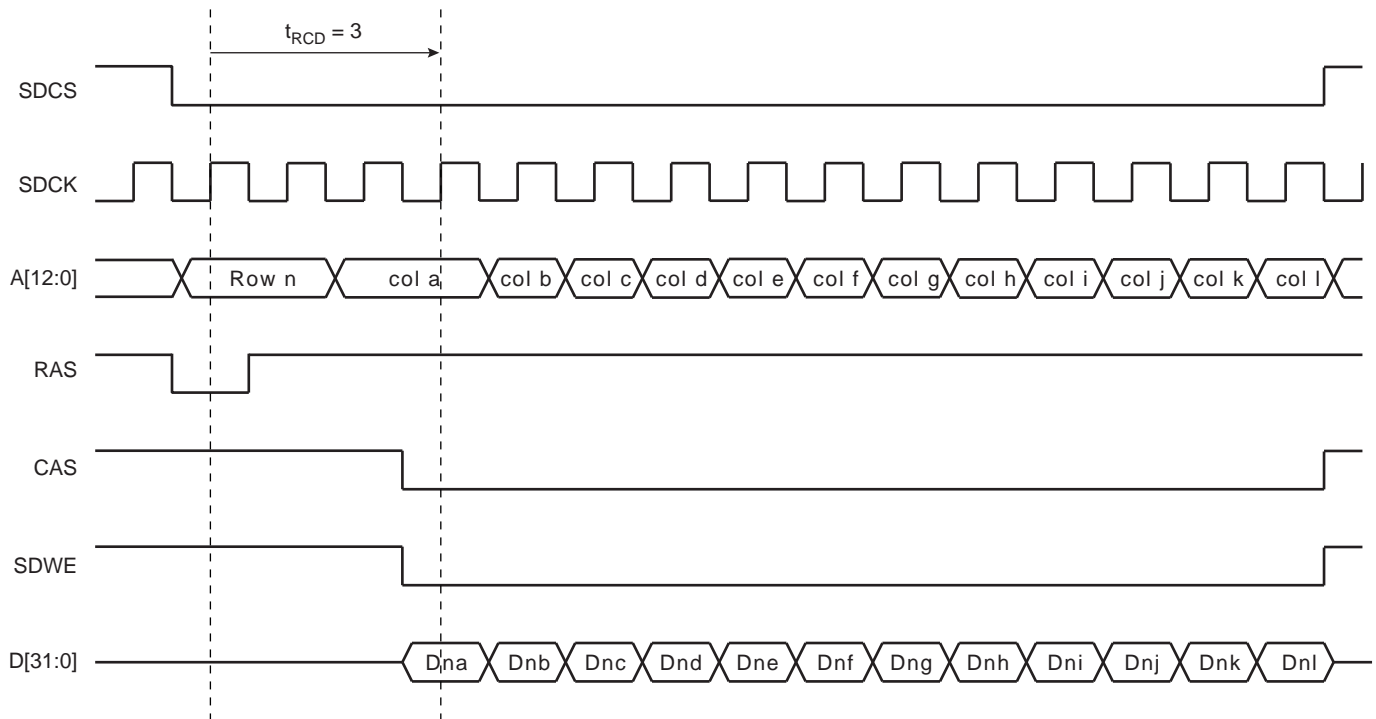 tRCD = 3
SDCS
SDCK
A[12:0] Row n col a col b col c col d col e col f col g col h col i col j col k col l
RAS
CAS
SDWE
D[31:0] Dna Dnb Dnc Dnd Dne Dnf Dng Dnh Dni Dnj Dnk Dnl